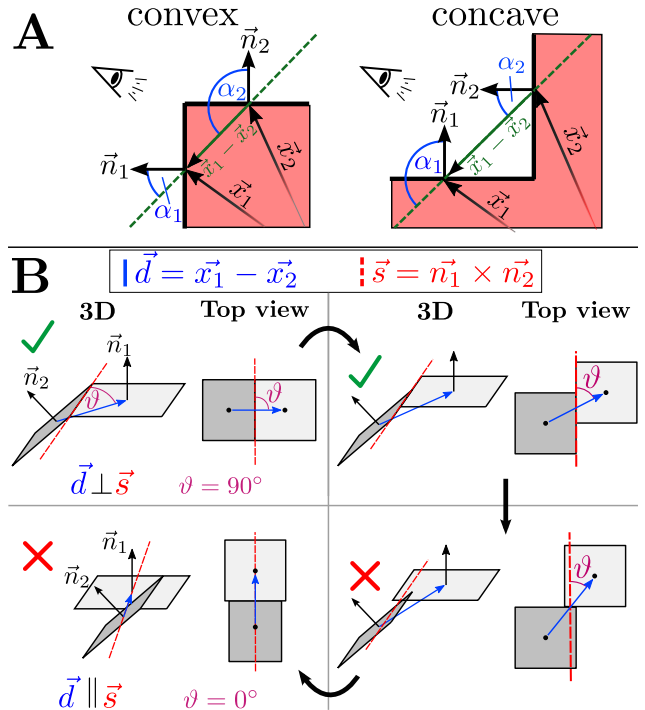 A
convex
concave
n⃗₂
α₂
x⃗₁ − x⃗₂
x⃗₂
n⃗₁
α₁
x⃗₁
α₂
n⃗₂
n⃗₁
α₁
x⃗₁ − x⃗₂
x⃗₂
x⃗₁
B
d⃗ = x⃗₁ − x⃗₂
s⃗ = n⃗₁ × n⃗₂
3D
Top view
3D
Top view
n⃗₁
n⃗₂
ϑ
ϑ
ϑ
d⃗ ⊥ s⃗
ϑ = 90°
n⃗₁
n⃗₂
ϑ
d⃗ ∥ s⃗
ϑ = 0°